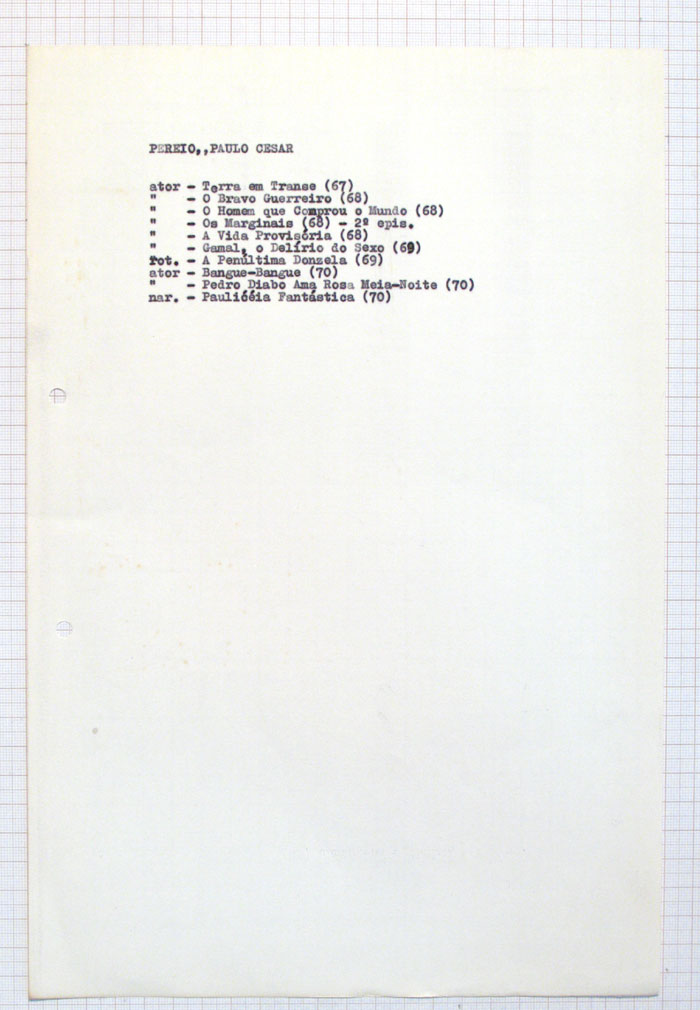 PEREIO,,PAULO CESAR
ator - Terra em Transe (67)
" - O Bravo Guerreiro (68)
" - O Homem que Comprou o Mundo (68)
" - Os Marginais (68) - 2º epis.
" - A Vida Provisória (68)
" - Gamal, o Delírio do Sexo (69)
rot. - A Penúltima Donzela (69)
ator - Bangue-Bangue (70)
" - Pedro Diabo Ama Rosa Meia-Noite (70)
nar. - Paulicéia Fantástica (70)